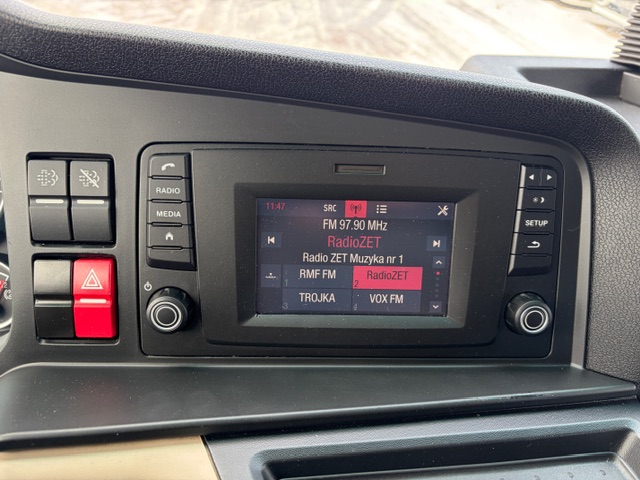 11:47 SRC
FM 97.90 MHz
RadioZET
Radio ZET Muzyka nr 1
RMF FM
1
RadioZET
2
TROJKA
3
VOX FM
4
RADIO
MEDIA
SETUP